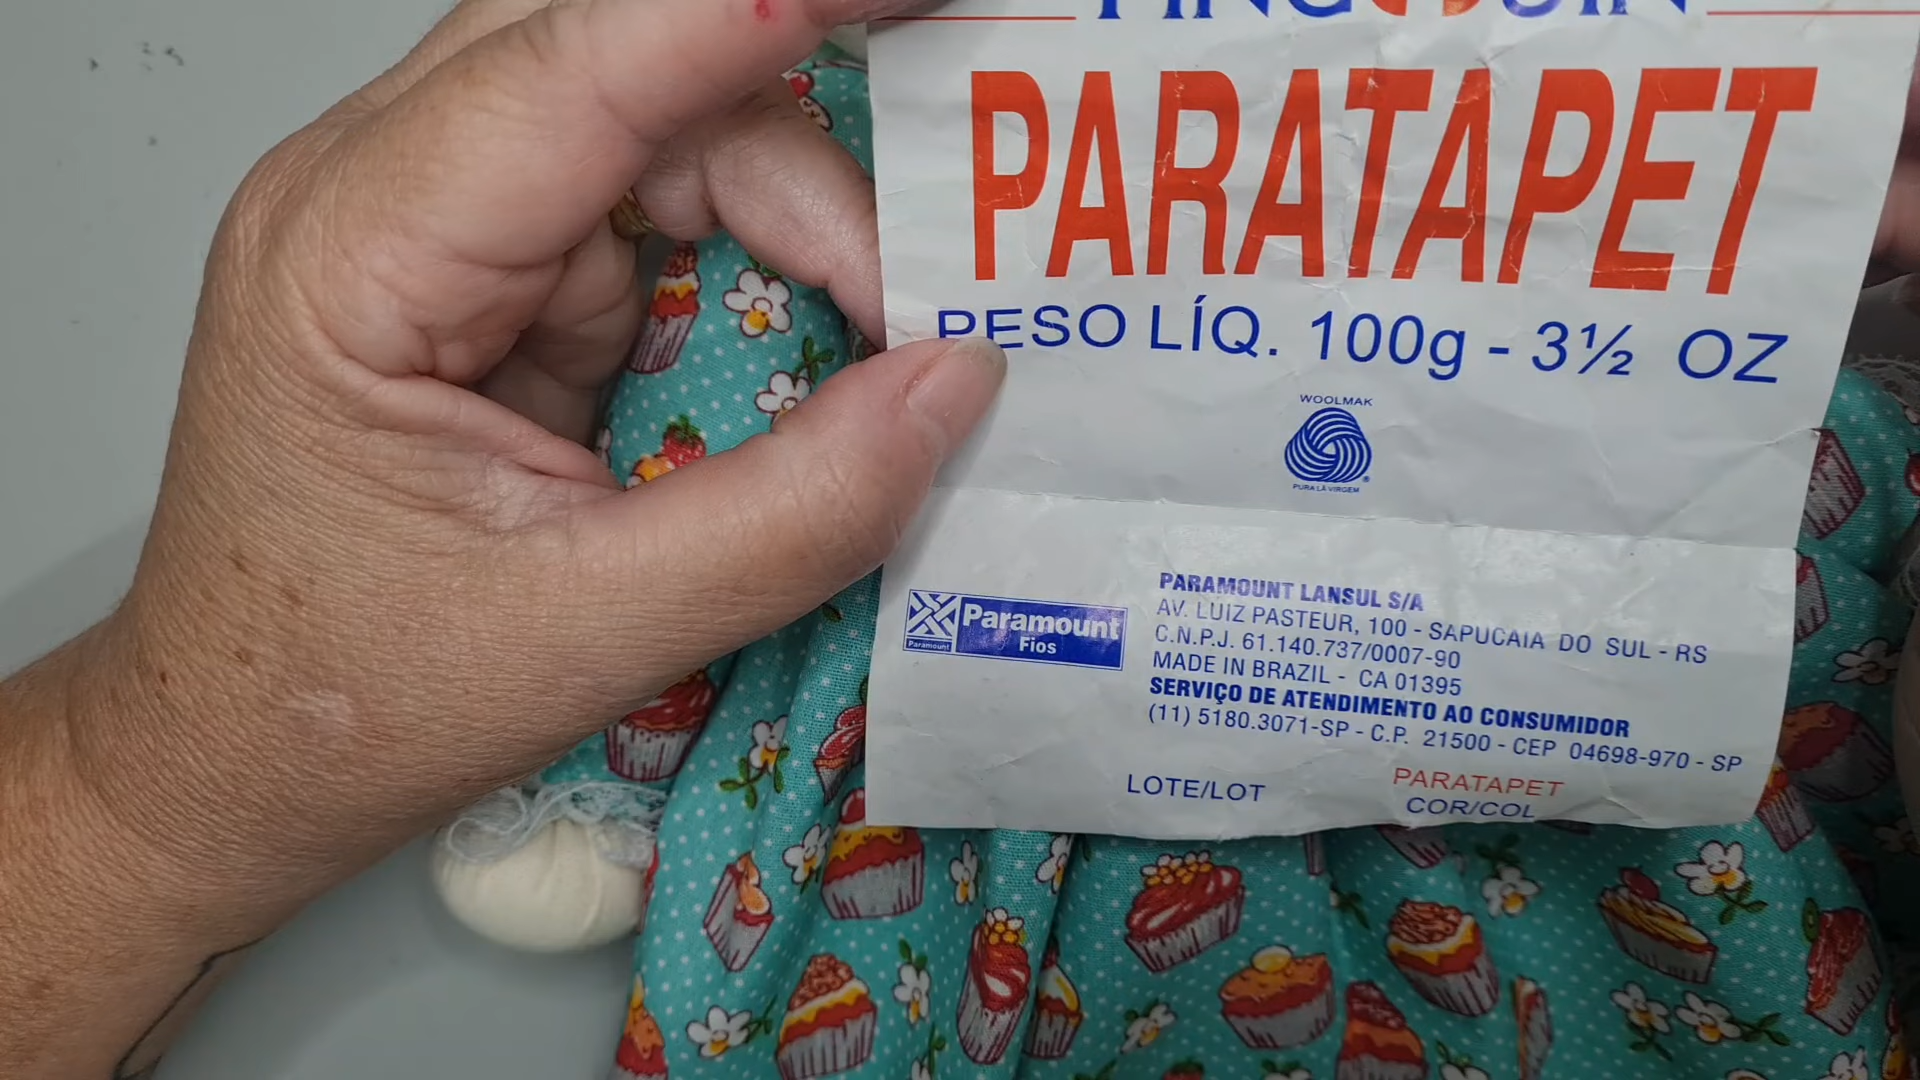 PINGOUIN
PARATAPET
PESO LÍQ. 100g - 3½ OZ
WOOLMAK
PURA LÃ VIRGEM
Paramount
Paramount
Fios
PARAMOUNT LANSUL S/A
AV. LUIZ PASTEUR, 100 - SAPUCAIA DO SUL - RS
C.N.P.J. 61.140.737/0007-90
MADE IN BRAZIL - CA 01395
SERVIÇO DE ATENDIMENTO AO CONSUMIDOR
(11) 5180.3071-SP - C.P. 21500 - CEP 04698-970 - SP
LOTE/LOT
PARATAPET
COR/COL